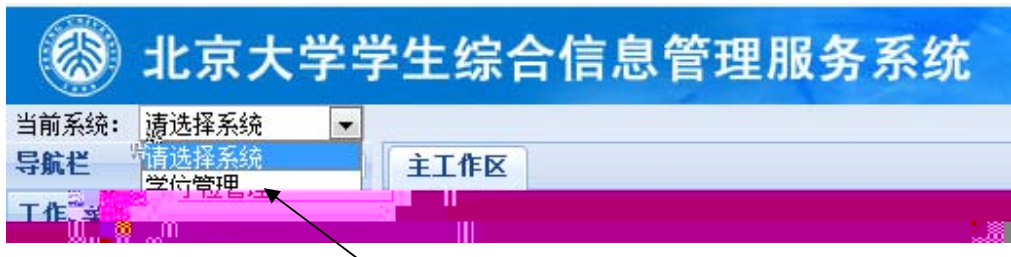 北京大学学生综合信息管理服务系统
当前系统： 请选择系统
导航栏 请选择系统 主工作区
学位管理
工作